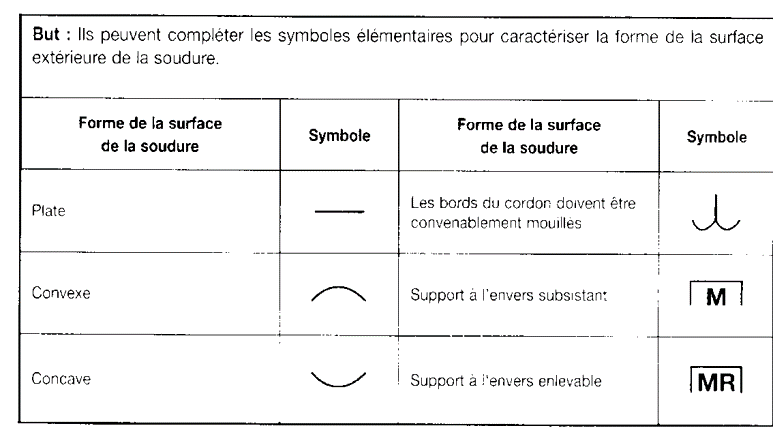 But : Ils peuvent compléter les symboles élémentaires pour caractériser la forme de la surface
extérieure de la soudure.
Forme de la surface
de la soudure
Symbole
Forme de la surface
de la soudure
Symbole
Plate
Les bords du cordon doivent être
convenablement mouillés
Convexe
Support à l'envers subsistant
M
Concave
Support à l'envers enlevable
MR